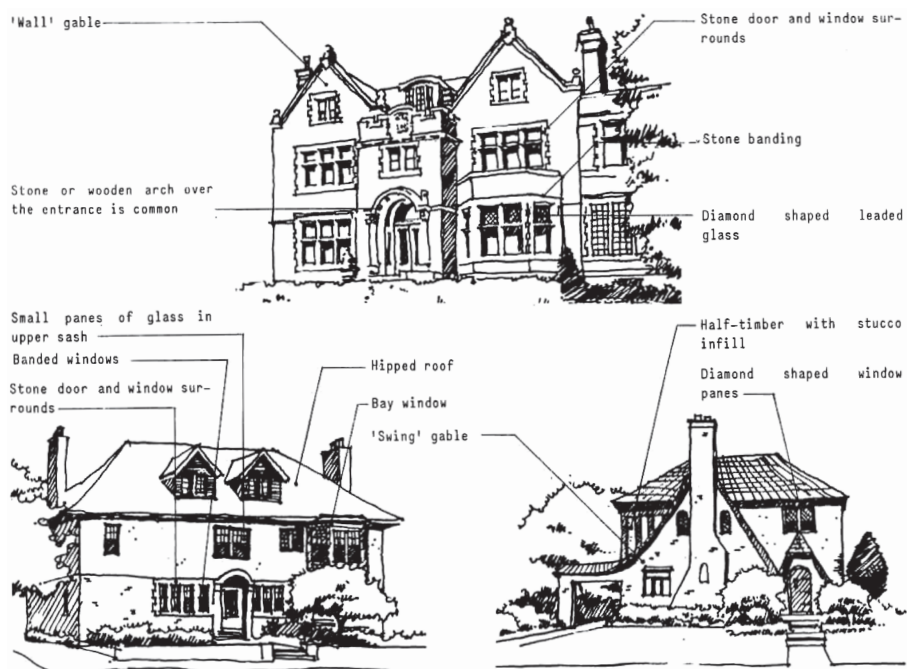 'Wall' gable
Stone door and window sur-
rounds
Stone banding
Stone or wooden arch over
the entrance is common
Diamond shaped leaded
glass
Small panes of glass in
upper sash
Banded windows
Stone door and window sur-
rounds
Hipped roof
Bay window
'Swing' gable
Half-timber with stucco
infill
Diamond shaped window
panes